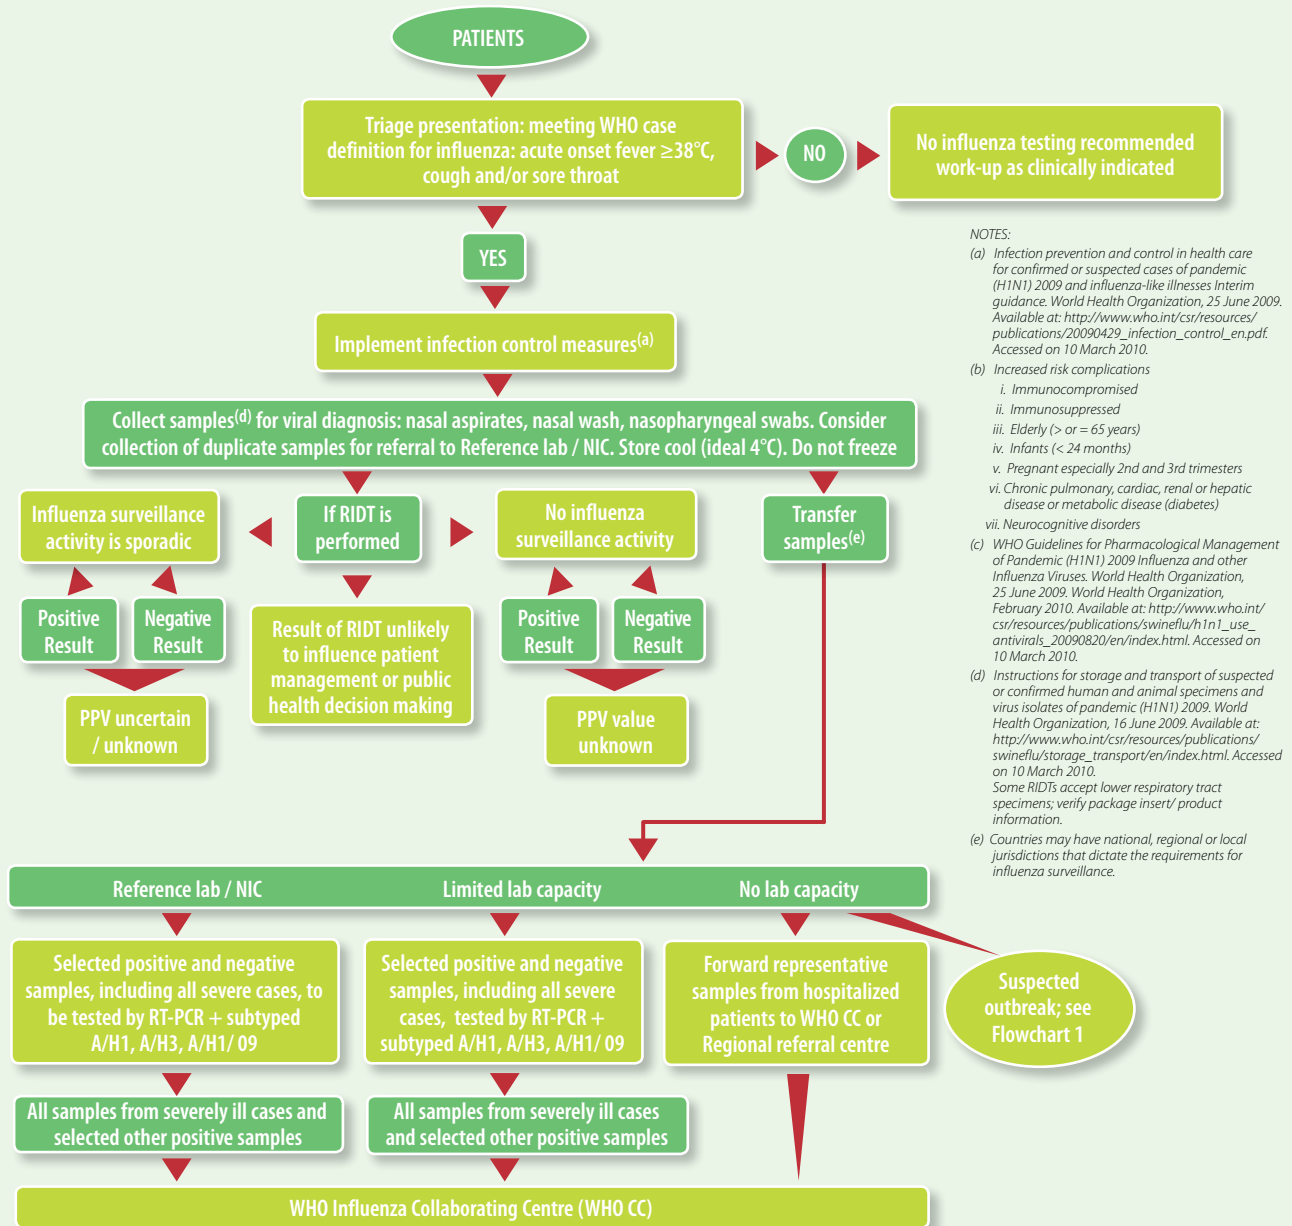 PATIENTS
Triage presentation: meeting WHO case
definition for influenza: acute onset fever ≥38°C,
cough and/or sore throat
NO
No influenza testing recommended
work-up as clinically indicated
YES
Implement infection control measures(a)
Collect samples(d) for viral diagnosis: nasal aspirates, nasal wash, nasopharyngeal swabs. Consider
collection of duplicate samples for referral to Reference lab / NIC. Store cool (ideal 4°C). Do not freeze
Influenza surveillance
activity is sporadic
If RIDT is
performed
No influenza
surveillance activity
Transfer
samples(e)
Positive
Result
Negative
Result
Result of RIDT unlikely
to influence patient
management or public
health decision making
Positive
Result
Negative
Result
PPV uncertain
/ unknown
PPV value
unknown
NOTES:
(a) Infection prevention and control in health care
for confirmed or suspected cases of pandemic
(H1N1) 2009 and influenza-like illnesses Interim
guidance. World Health Organization, 25 June 2009.
Available at: http://www.who.int/csr/resources/
publications/20090429_infection_control_en.pdf.
Accessed on 10 March 2010.
(b) Increased risk complications
i. Immunocompromised
ii. Immunosuppressed
iii. Elderly (> or = 65 years)
iv. Infants (< 24 months)
v. Pregnant especially 2nd and 3rd trimesters
vi. Chronic pulmonary, cardiac, renal or hepatic
disease or metabolic disease (diabetes)
vii. Neurocognitive disorders
(c) WHO Guidelines for Pharmacological Management
of Pandemic (H1N1) 2009 Influenza and other
Influenza Viruses. World Health Organization,
25 June 2009. World Health Organization,
February 2010. Available at: http://www.who.int/
csr/resources/publications/swineflu/h1n1_use_
antivirals_20090820/en/index.html. Accessed on
10 March 2010.
(d) Instructions for storage and transport of suspected
or confirmed human and animal specimens and
virus isolates of pandemic (H1N1) 2009. World
Health Organization, 16 June 2009. Available at:
http://www.who.int/csr/resources/publications/
swineflu/storage_transport/en/index.html. Accessed
on 10 March 2010.
Some RIDTs accept lower respiratory tract
specimens; verify package insert/ product
information.
(e) Countries may have national, regional or local
jurisdictions that dictate the requirements for
influenza surveillance.
Reference lab / NIC
Limited lab capacity
No lab capacity
Selected positive and negative
samples, including all severe cases, to
be tested by RT-PCR + subtyped
A/H1, A/H3, A/H1/ 09
Selected positive and negative
samples, including all severe
cases, tested by RT-PCR +
subtyped A/H1, A/H3, A/H1/ 09
Forward representative
samples from hospitalized
patients to WHO CC or
Regional referral centre
Suspected
outbreak; see
Flowchart 1
All samples from severely ill cases and
selected other positive samples
All samples from severely ill cases
and selected other positive samples
WHO Influenza Collaborating Centre (WHO CC)